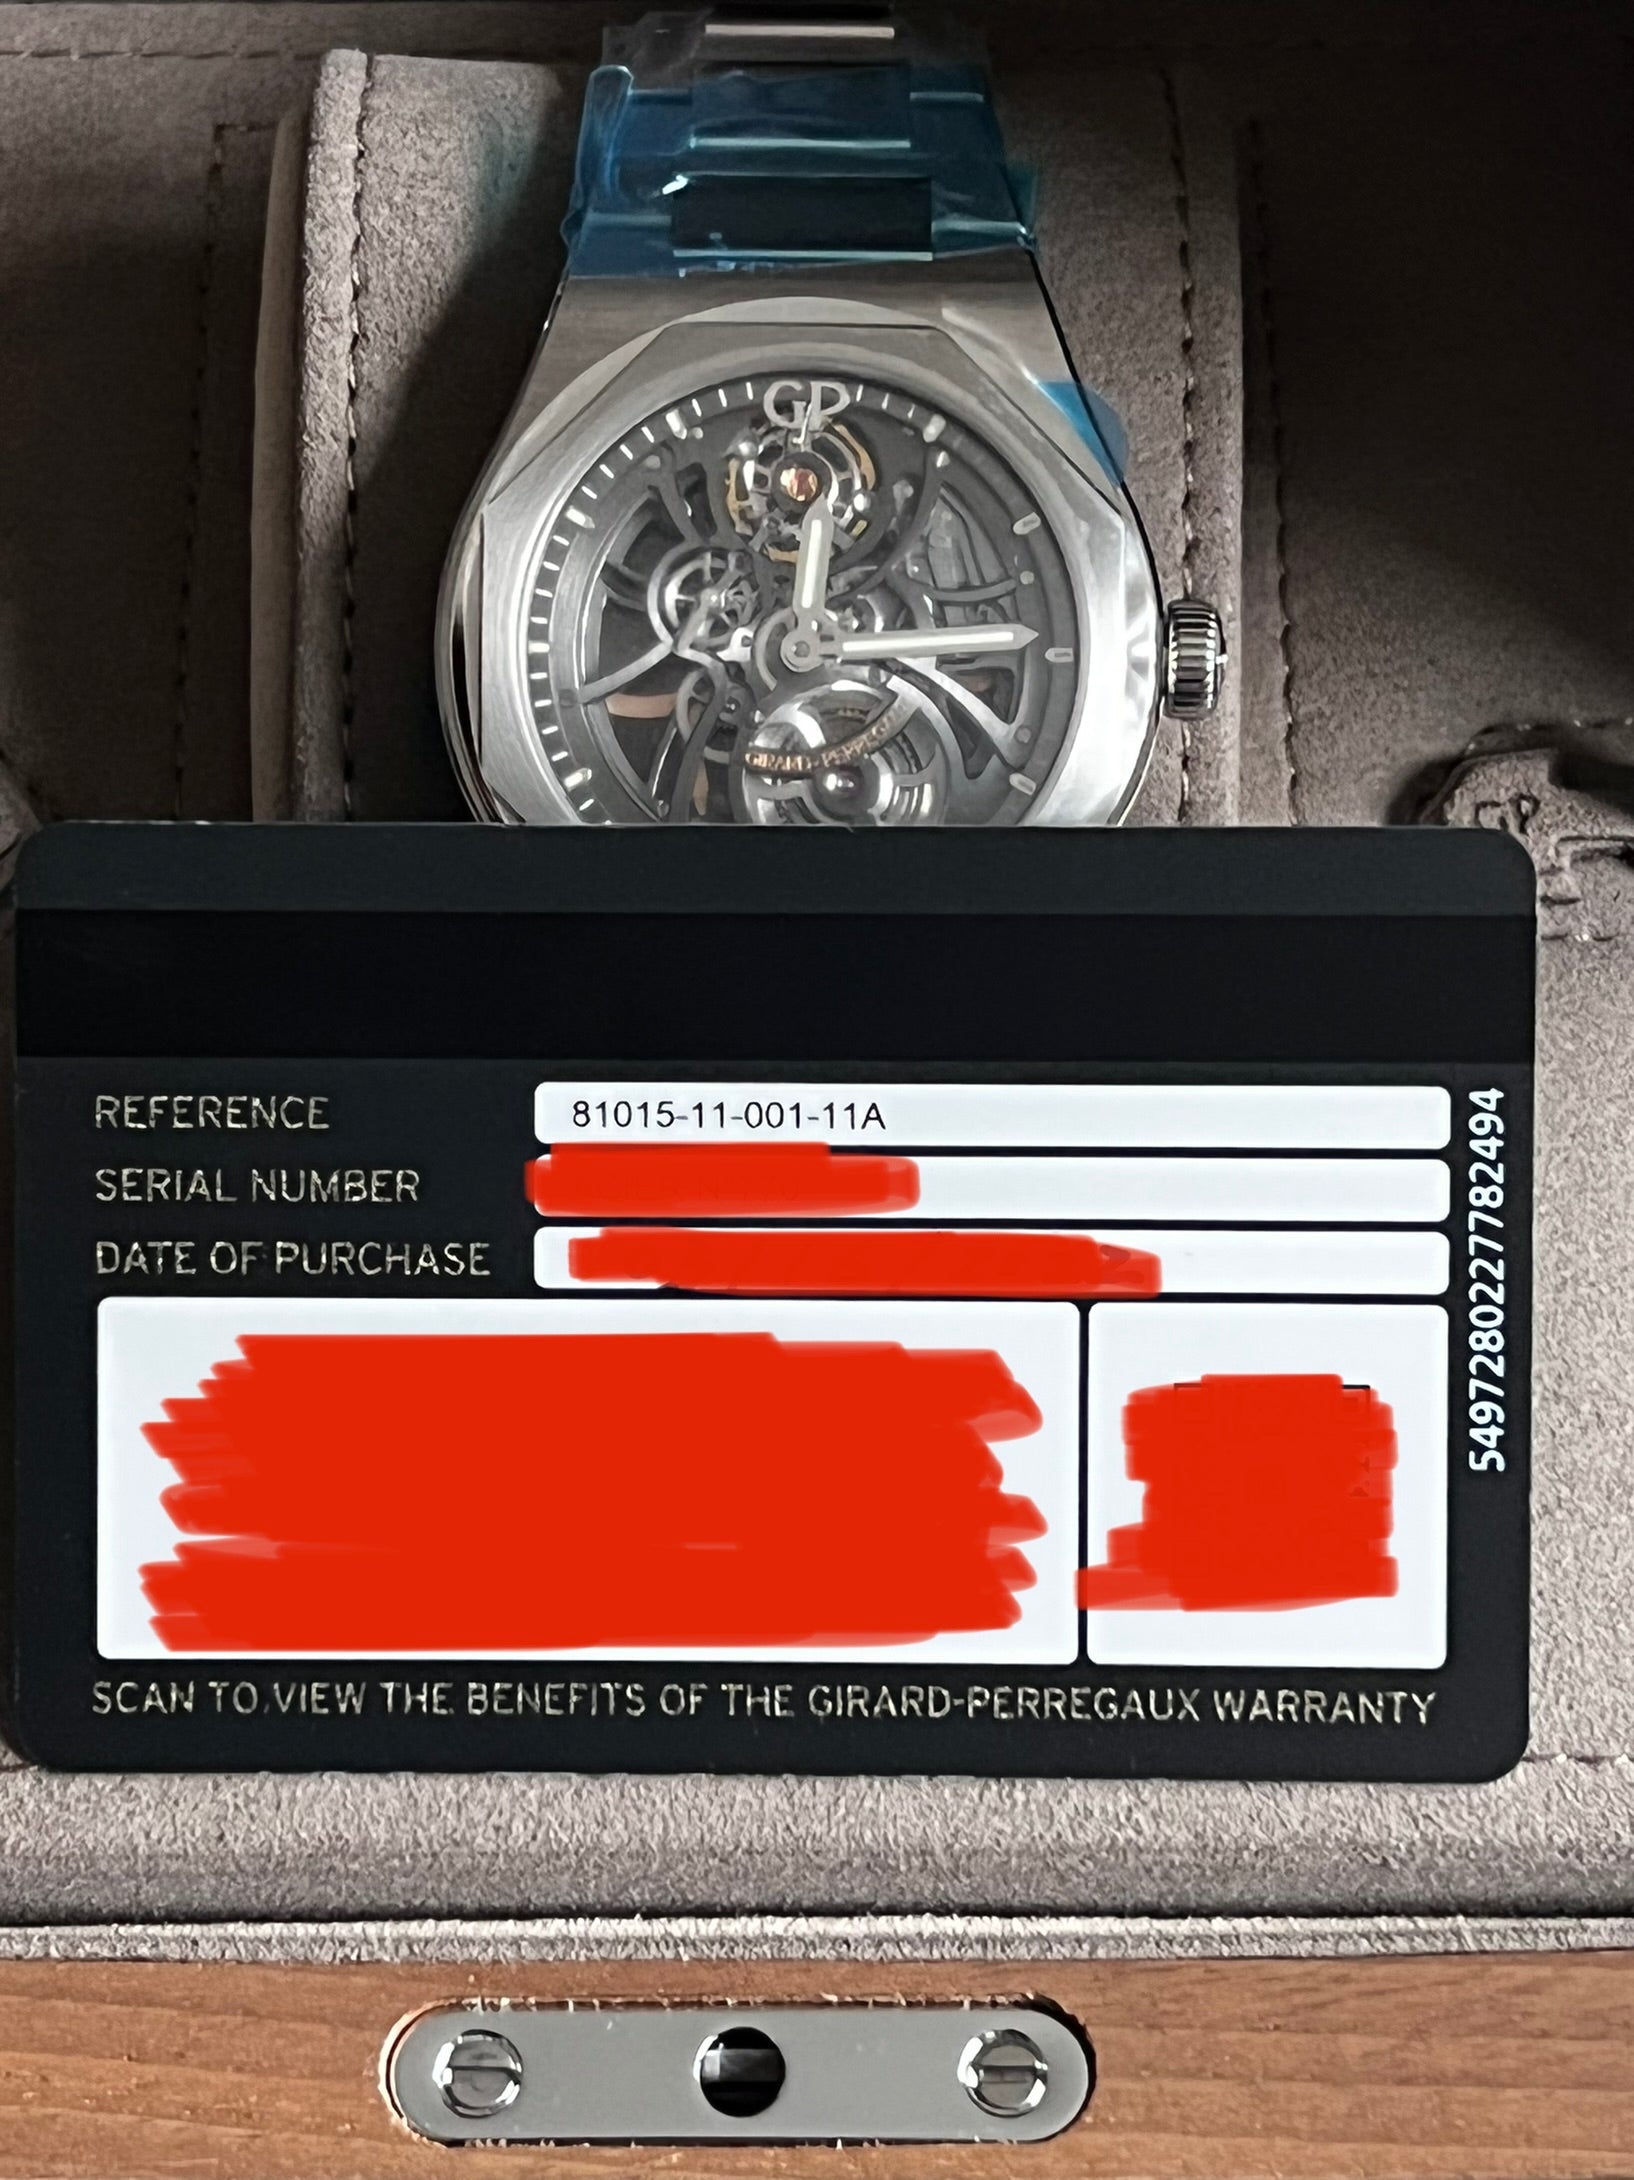 GP
GIRARD-PERREGAUX
REFERENCE 81015-11-001-11A
SERIAL NUMBER
DATE OF PURCHASE
SCAN TO VIEW THE BENEFITS OF THE GIRARD-PERREGAUX WARRANTY
5497280227782494